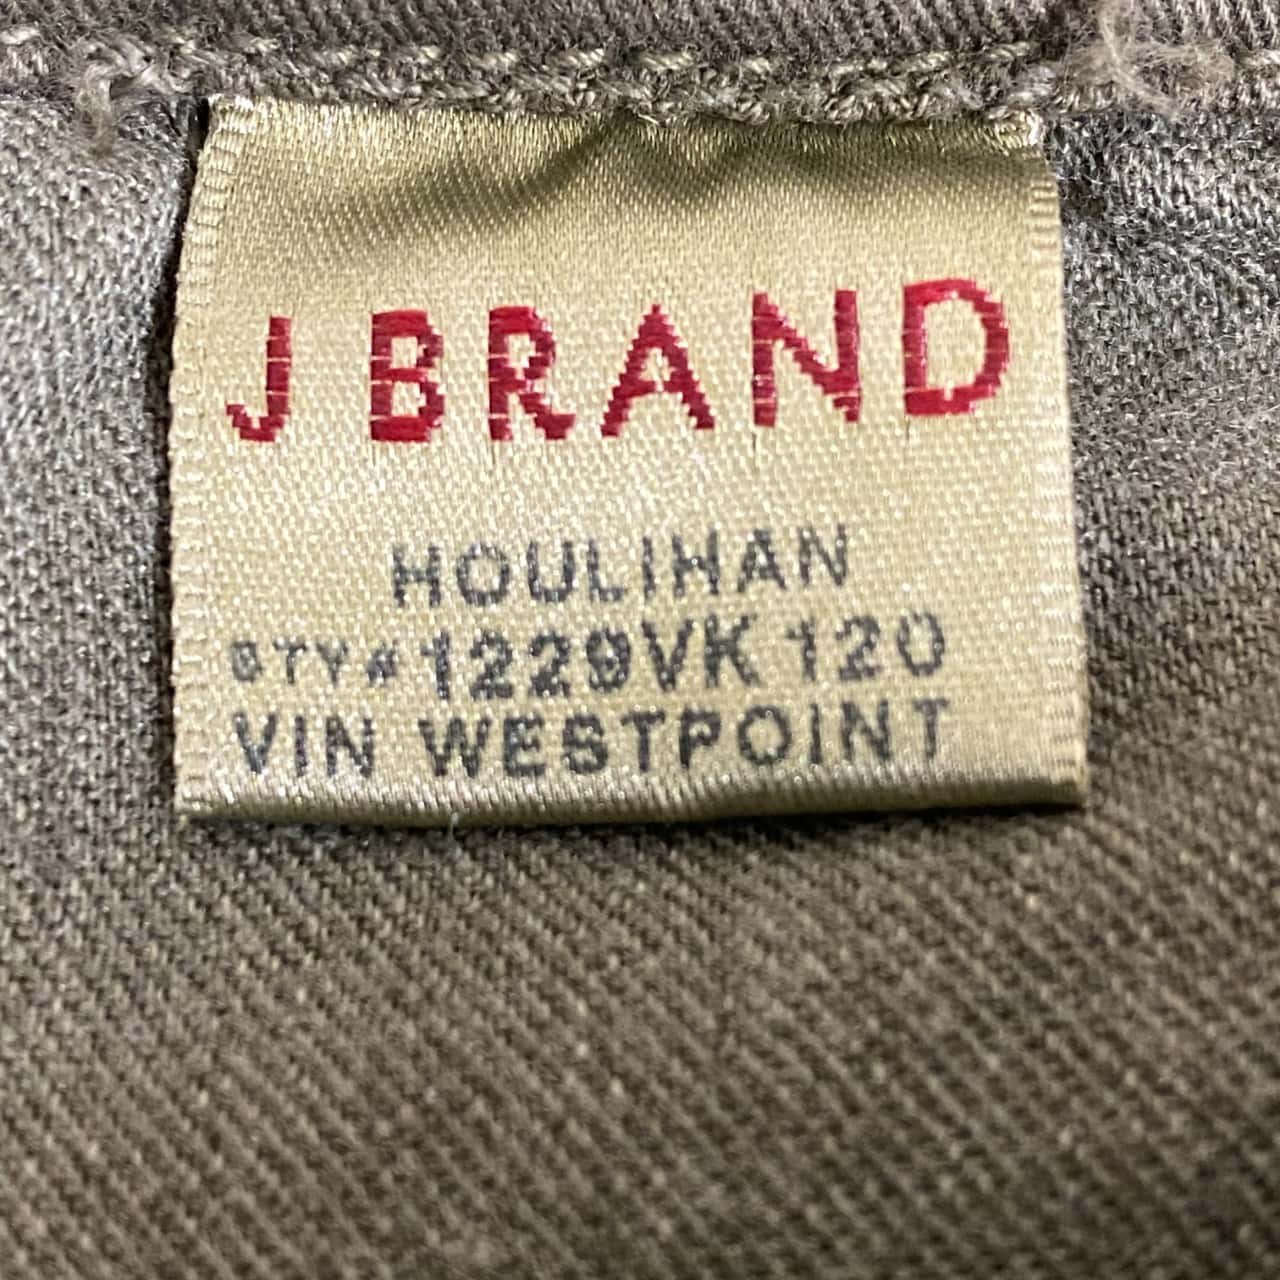 J BRAND
HOULIHAN
STY# 1229VK120
VIN WESTPOINT